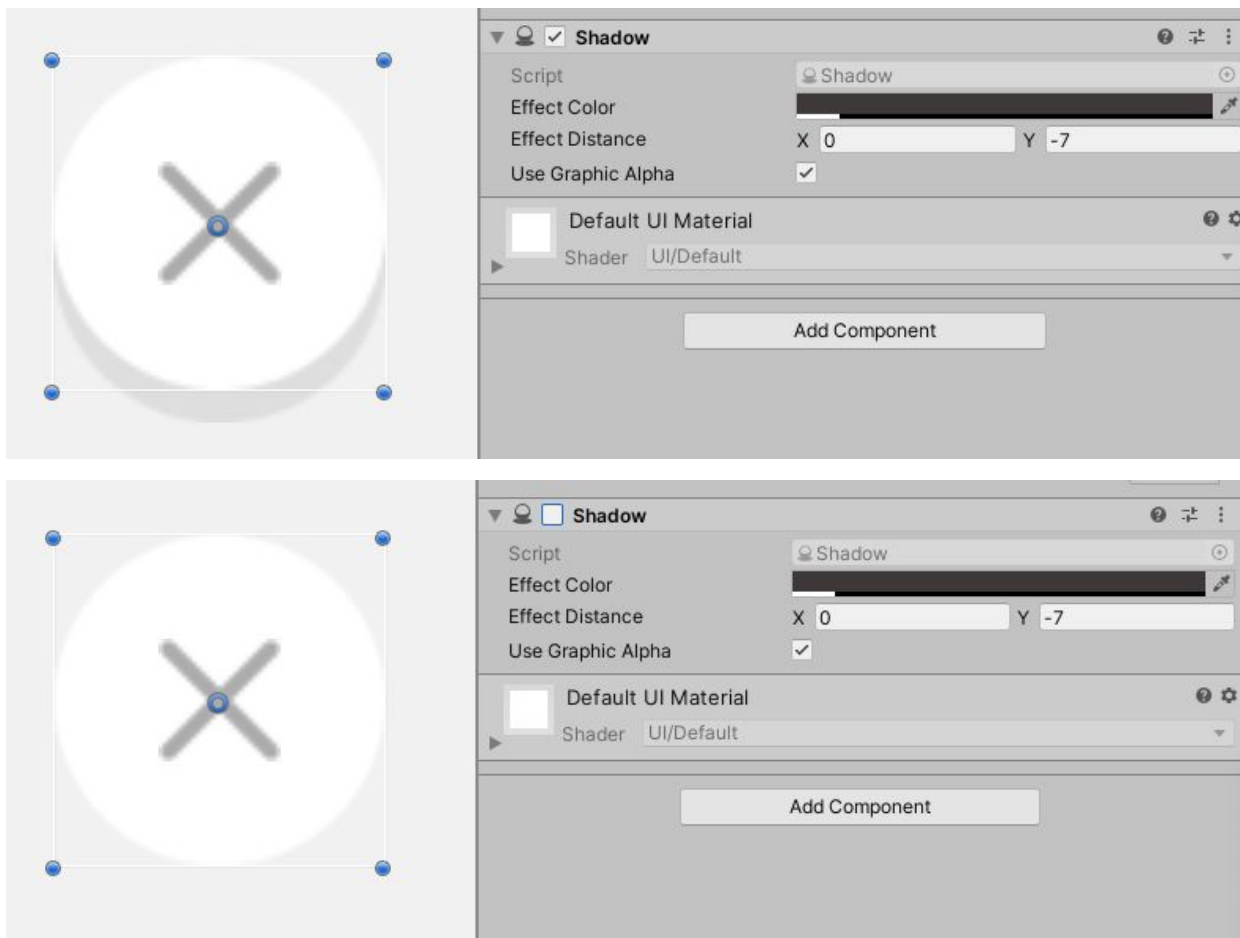 Shadow
Script Shadow
Effect Color
Effect Distance X 0 Y -7
Use Graphic Alpha
Default UI Material
Shader UI/Default
Add Component
Shadow
Script Shadow
Effect Color
Effect Distance X 0 Y -7
Use Graphic Alpha
Default UI Material
Shader UI/Default
Add Component